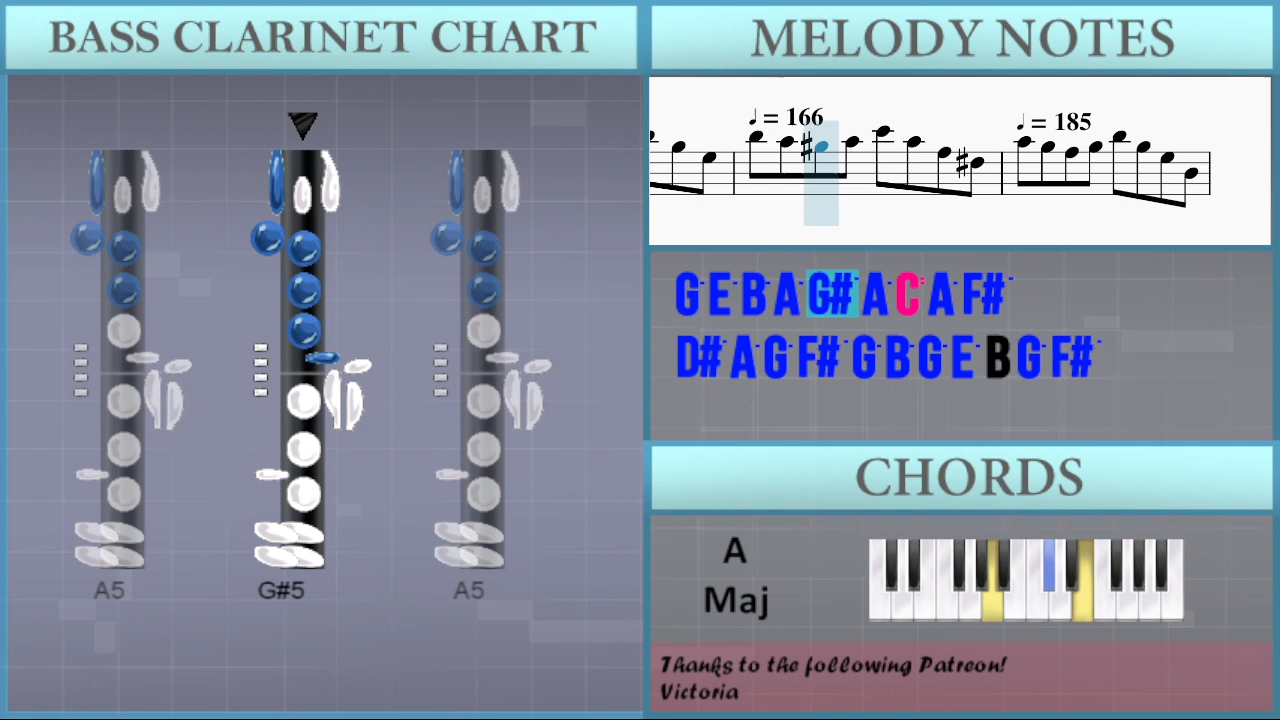 BASS CLARINET CHART
MELODY NOTES
♩ = 166
♩ = 185
G E B A G# A C A F#
D# A G F# G B G E B G F#
A5
G#5
A5
CHORDS
A
Maj
Thanks to the following Patreon!
Victoria